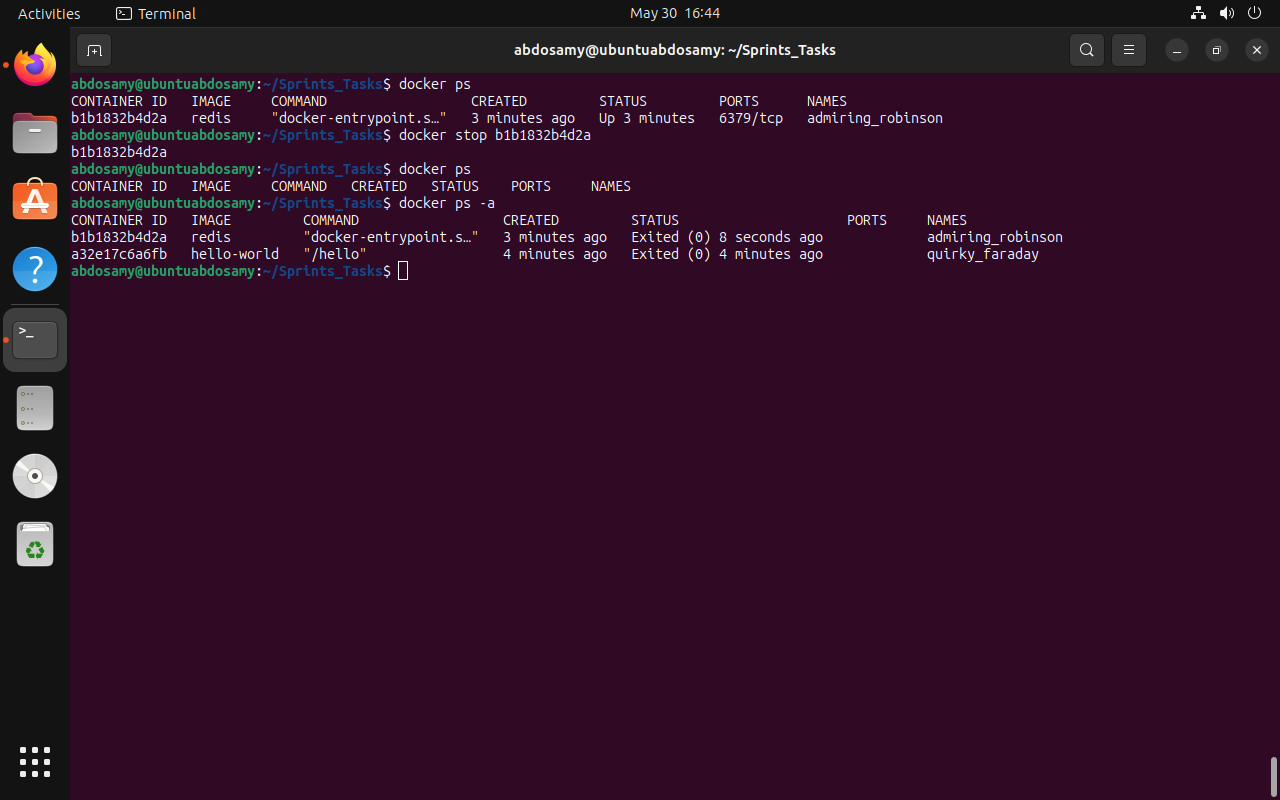 Activities Terminal May 30 16:44
abdosamy@ubuntuabdosamy: ~/Sprints_Tasks
abdosamy@ubuntuabdosamy:~/Sprints_Tasks$ docker ps
CONTAINER ID   IMAGE     COMMAND                  CREATED         STATUS         PORTS      NAMES
b1b1832b4d2a   redis     "docker-entrypoint.s…"   3 minutes ago   Up 3 minutes   6379/tcp   admiring_robinson
abdosamy@ubuntuabdosamy:~/Sprints_Tasks$ docker stop b1b1832b4d2a
b1b1832b4d2a
abdosamy@ubuntuabdosamy:~/Sprints_Tasks$ docker ps
CONTAINER ID   IMAGE     COMMAND   CREATED   STATUS    PORTS     NAMES
abdosamy@ubuntuabdosamy:~/Sprints_Tasks$ docker ps -a
CONTAINER ID   IMAGE         COMMAND                  CREATED         STATUS                     PORTS     NAMES
b1b1832b4d2a   redis         "docker-entrypoint.s…"   3 minutes ago   Exited (0) 8 seconds ago             admiring_robinson
a32e17c6a6fb   hello-world   "/hello"                 4 minutes ago   Exited (0) 4 minutes ago             quirky_faraday
abdosamy@ubuntuabdosamy:~/Sprints_Tasks$